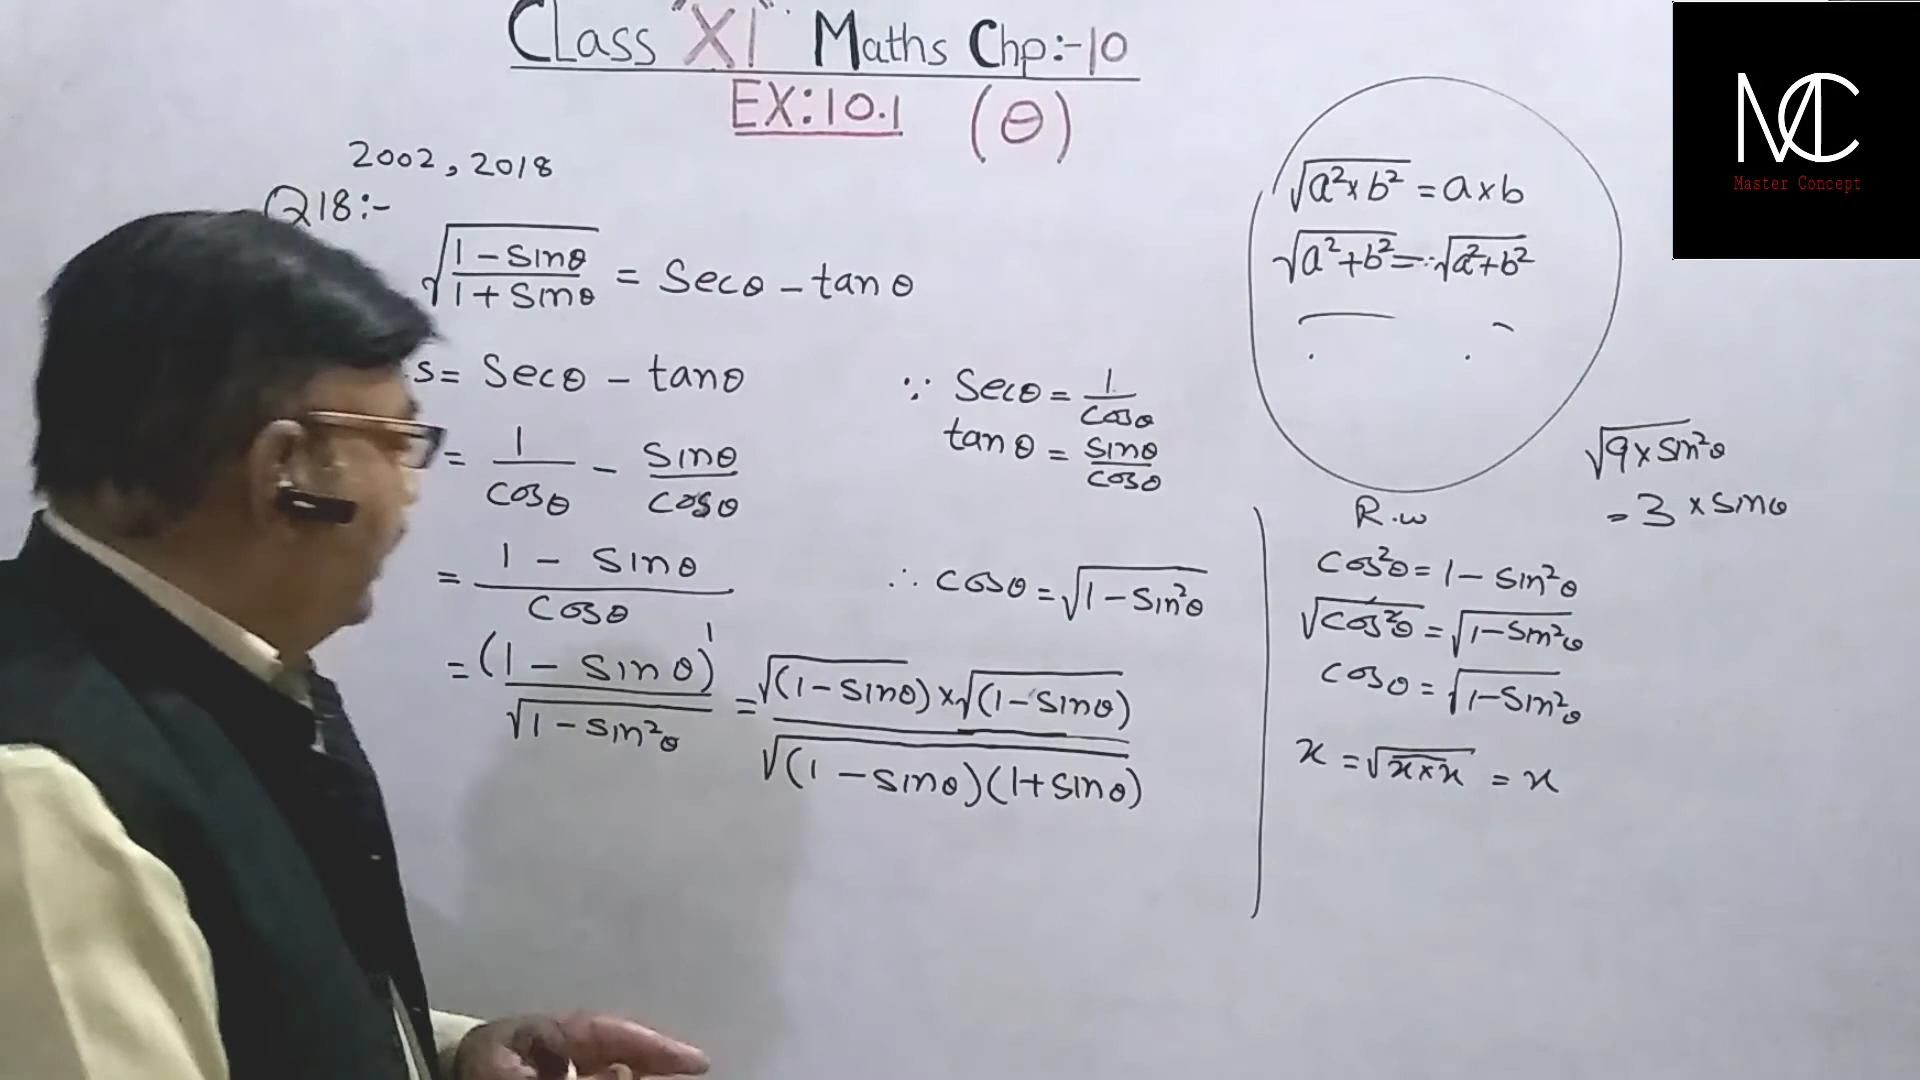 Class "XI" Maths Chp:-10
EX:10.1 (θ)
2002, 2018
Q18:-
√((1-Sinθ)/(1+Sinθ)) = Secθ - tanθ
s= Secθ - tanθ
= 1/cosθ - sinθ/cosθ
= (1 - Sinθ)/Cosθ
= (1 - Sinθ)¹/√(1-Sin²θ) = √(1-Sinθ) × √(1-Sinθ) / √((1-Sinθ)(1+Sinθ))
∵ Secθ = 1/cosθ
tanθ = sinθ/cosθ
∴ cosθ = √(1-Sin²θ)
√(a²×b²) = a×b
√(a²+b²) = √(a²+b²)
√(9×Sin²θ)
= 3 × Sinθ
R.w
Cos²θ = 1 - Sin²θ
√(Cos²θ) = √(1-Sin²θ)
Cosθ = √(1-Sin²θ)
x = √(x×x) = x
MC
Master Concept